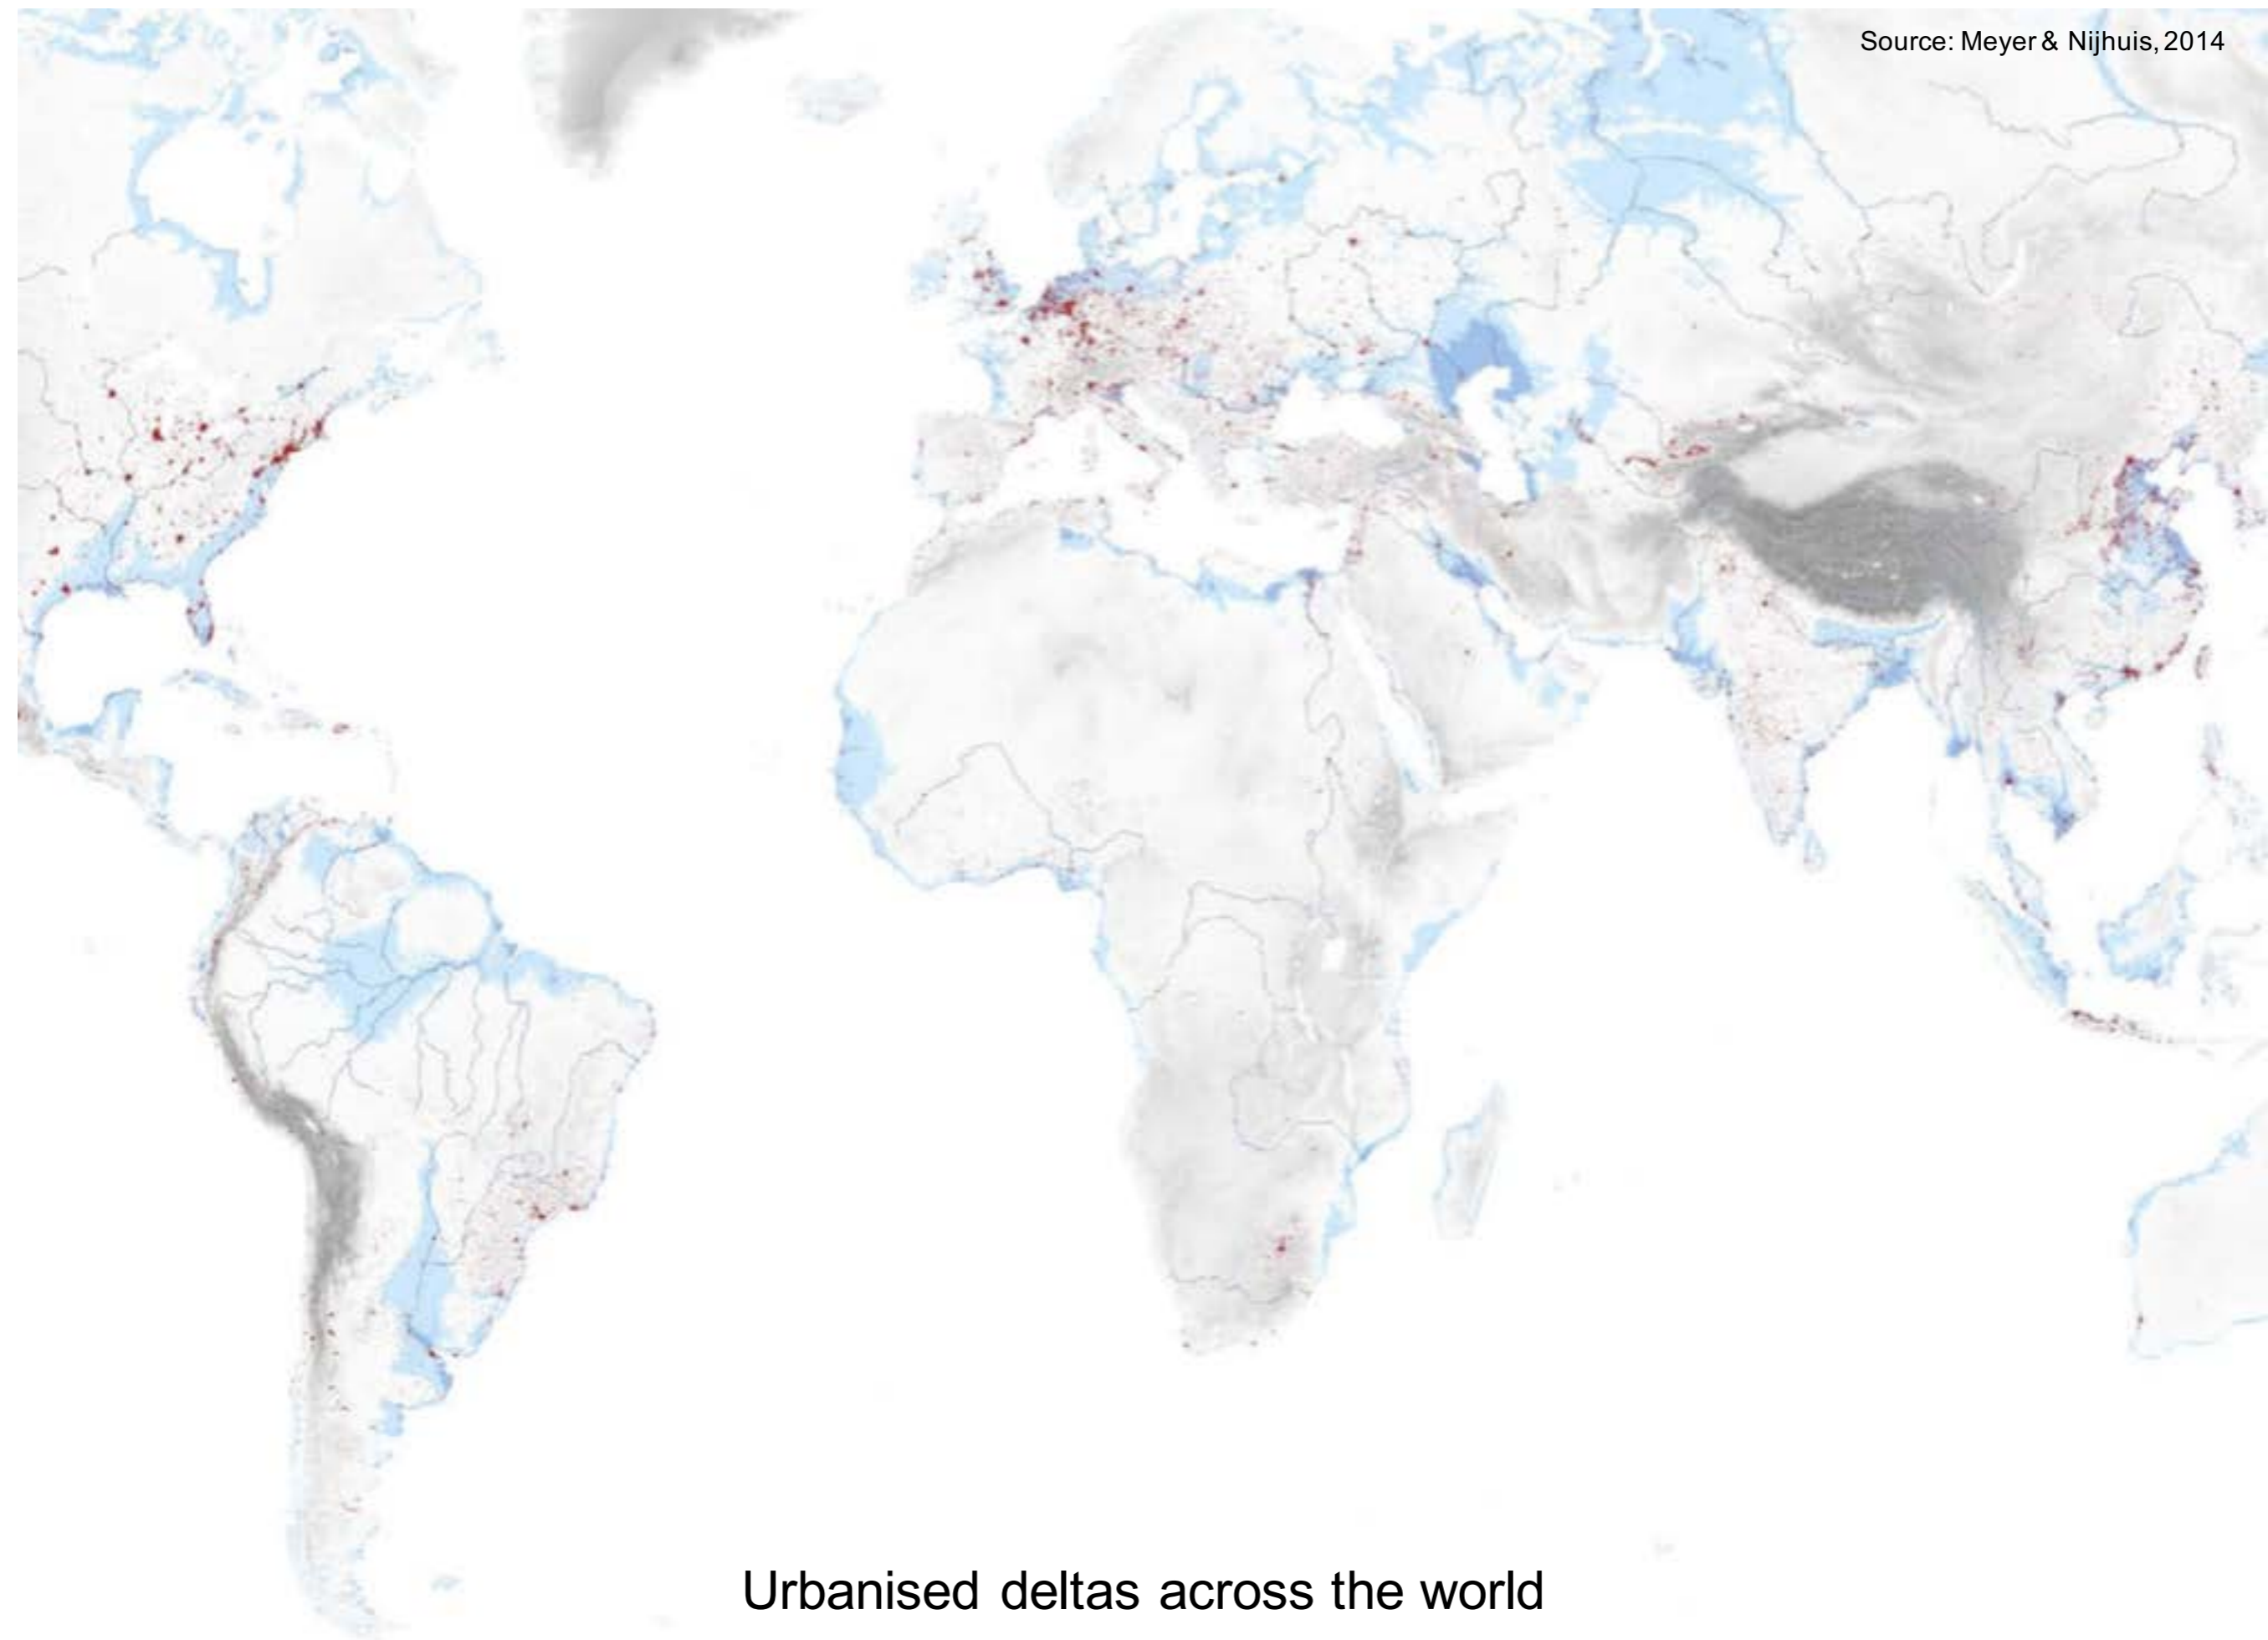 Source: Meyer & Nijhuis, 2014
Urbanised deltas across the world